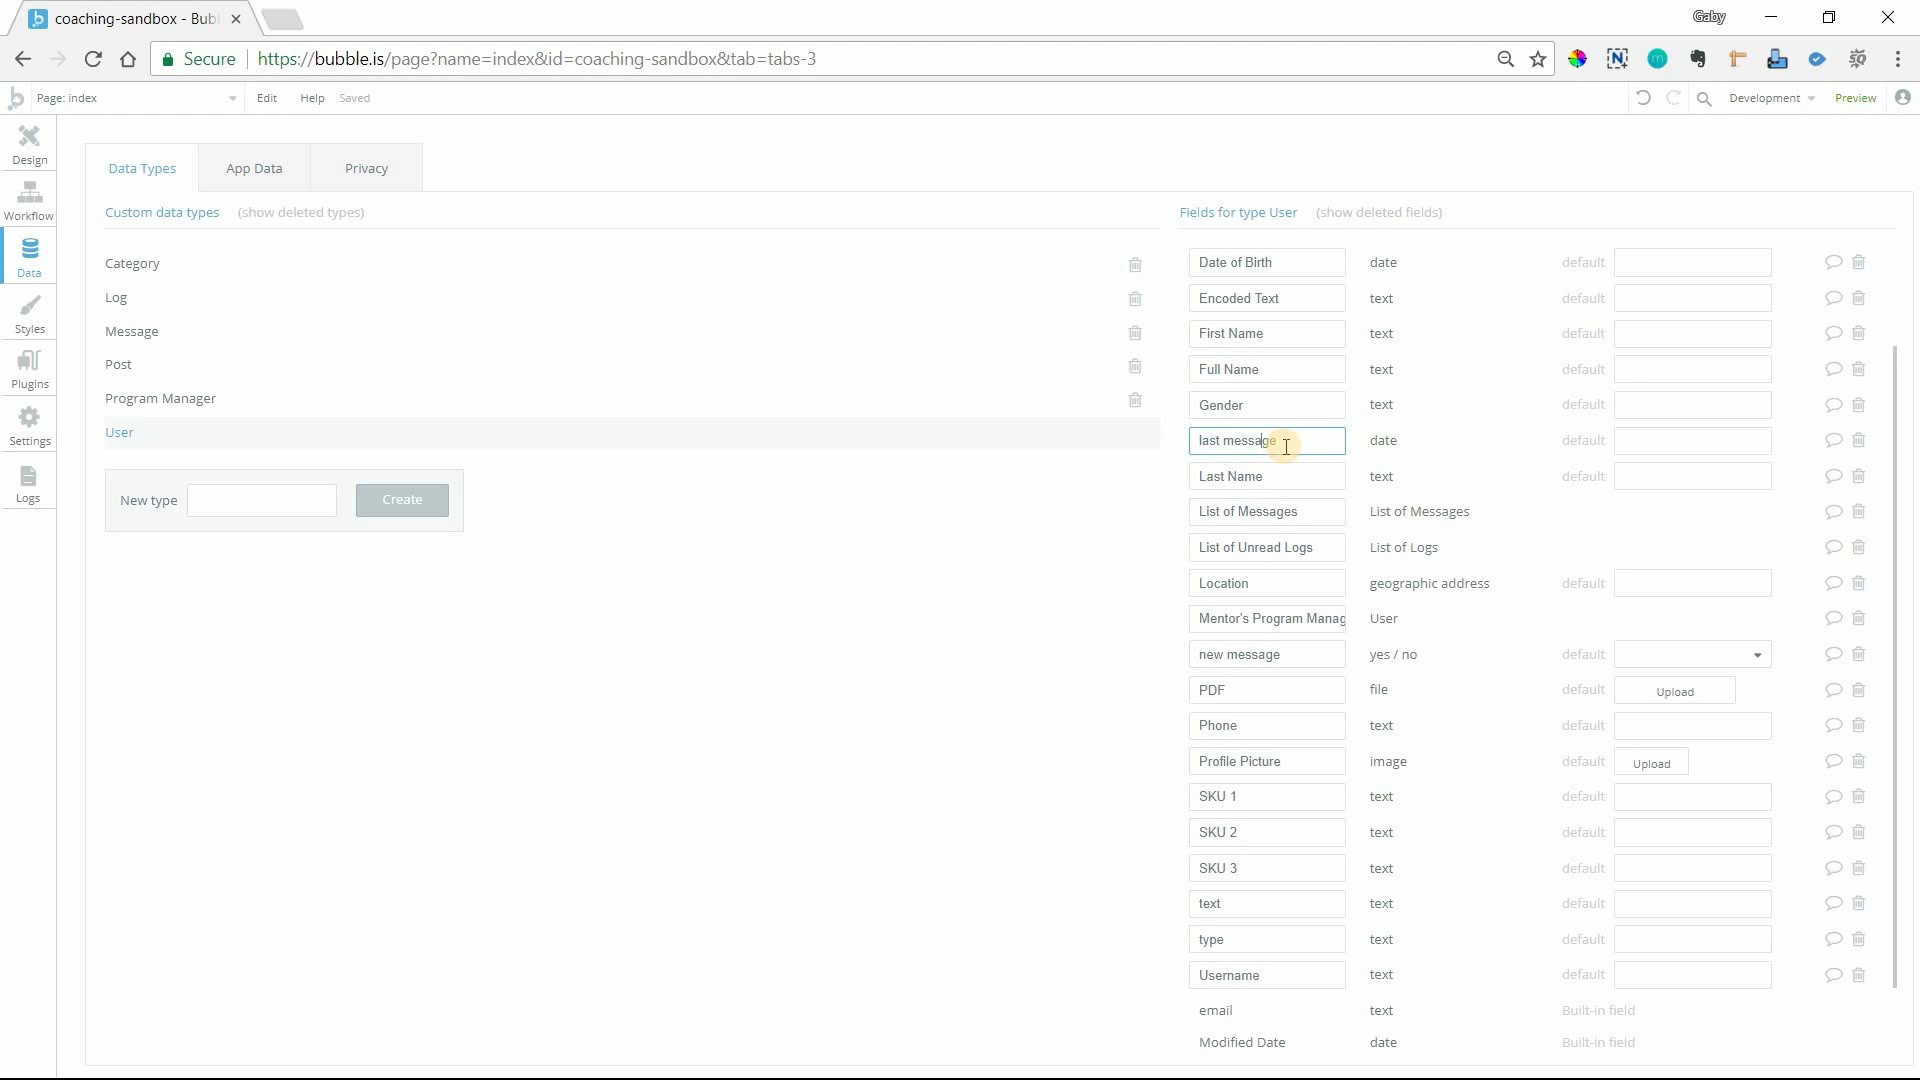 coaching-sandbox - Bub
Gaby
Secure https://bubble.is/page?name=index&id=coaching-sandbox&tab=tabs-3
Page: index Edit Help Saved Development Preview
Design
Workflow
Data
Styles
Plugins
Settings
Logs
Data Types App Data Privacy
Custom data types (show deleted types)
Category
Log
Message
Post
Program Manager
User
New type Create
Fields for type User (show deleted fields)
Date of Birth date default
Encoded Text text default
First Name text default
Full Name text default
Gender text default
last message date default
Last Name text default
List of Messages List of Messages
List of Unread Logs List of Logs
Location geographic address default
Mentor's Program Manag User
new message yes / no default
PDF file default Upload
Phone text default
Profile Picture image default Upload
SKU 1 text default
SKU 2 text default
SKU 3 text default
text text default
type text default
Username text default
email text Built-in field
Modified Date date Built-in field